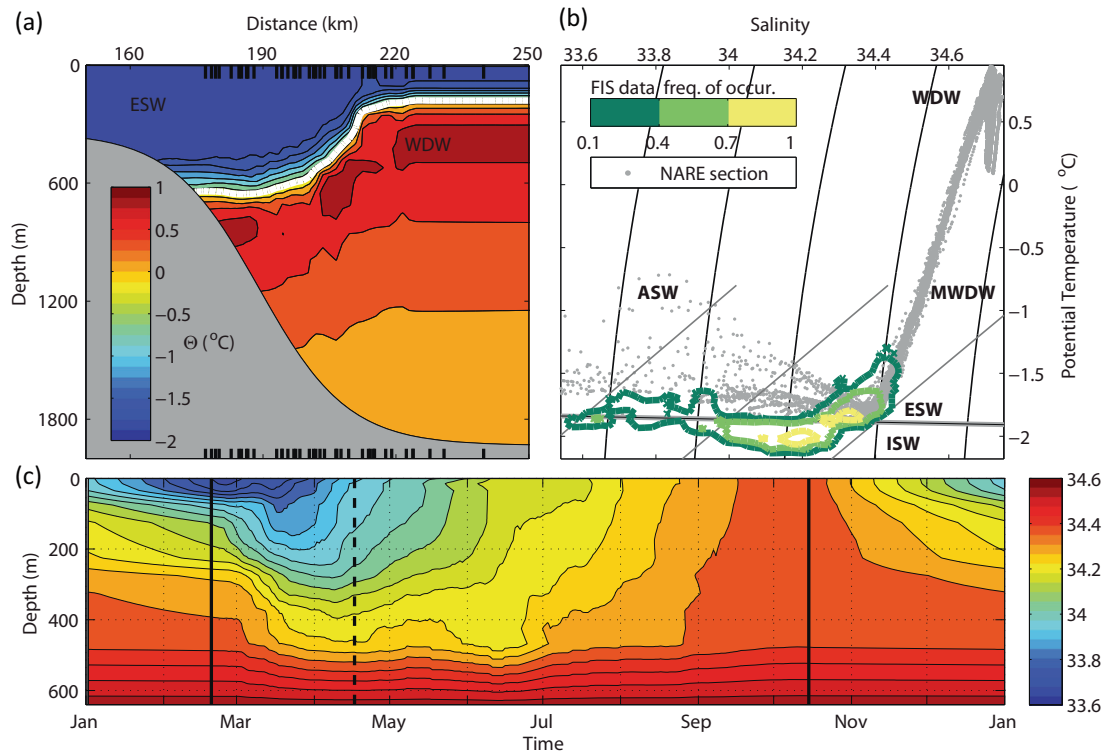 (a)
Distance (km)
160
190
220
250
0
600
1200
1800
Depth (m)
ESW
WDW
1
0.5
0
−0.5
−1
−1.5
−2
Θ (°C)
(b)
Salinity
33.6
33.8
34
34.2
34.4
34.6
FIS data, freq. of occur.
0.1
0.4
0.7
1
NARE section
WDW
ASW
MWDW
ESW
ISW
0.5
0
−0.5
−1
−1.5
−2
Potential Temperature ( °C)
(c)
0
200
400
600
Depth (m)
Jan
Mar
May
Jul
Sep
Nov
Jan
Time
34.6
34.4
34.2
34
33.8
33.6